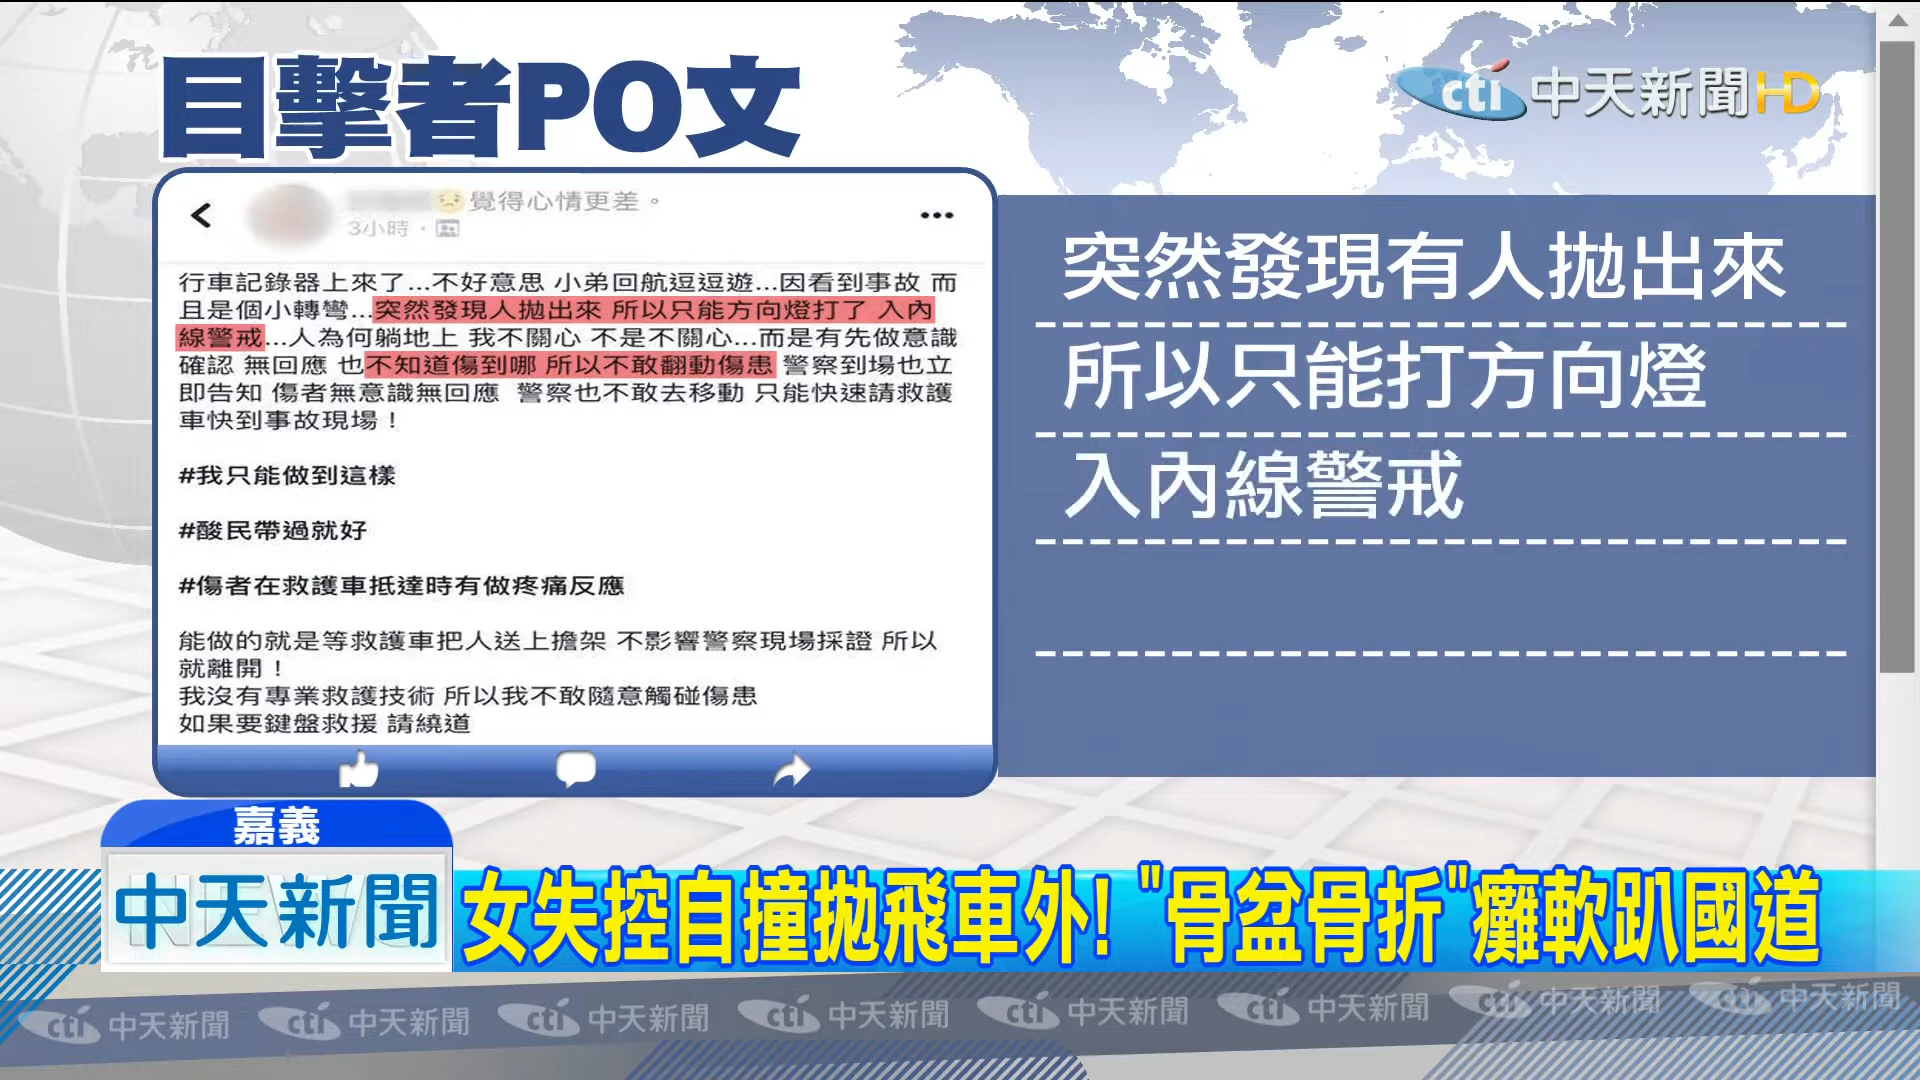 目擊者PO文
cti 中天新聞HD
覺得心情更差。
3小時·
行車記錄器上來了...不好意思 小弟回航逗逗遊...因看到事故 而
且是個小轉彎...突然發現人拋出來 所以只能方向燈打了 入內
線警戒...人為何躺地上 我不關心 不是不關心...而是有先做意識
確認 無回應 也不知道傷到哪 所以不敢翻動傷患 警察到場也立
即告知 傷者無意識無回應 警察也不敢去移動 只能快速請救護
車快到事故現場！
#我只能做到這樣
#酸民帶過就好
#傷者在救護車抵達時有做疼痛反應
能做的就是等救護車把人送上擔架 不影響警察現場採證 所以
就離開！
我沒有專業救護技術 所以我不敢隨意觸碰傷患
如果要鍵盤救援 請繞道
突然發現有人拋出來
所以只能打方向燈
入內線警戒
嘉義
中天新聞
女失控自撞拋飛車外!"骨盆骨折"癱軟趴國道
cti 中天新聞 cti 中天新聞 cti 中天新聞 cti 中天新聞 cti 中天新聞 cti 中天新聞 cti 中天新聞 cti 中天新聞